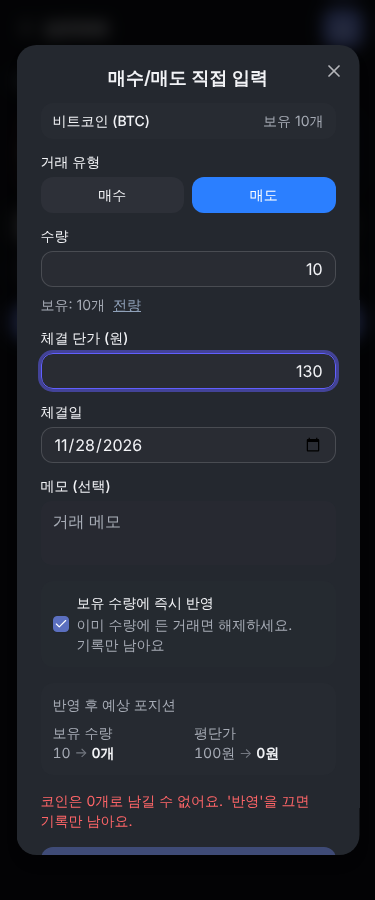 매수/매도 직접 입력
비트코인 (BTC) 보유 10개
거래 유형
매수 매도
수량
10
보유: 10개 전량
체결 단가 (원)
130
체결일
11/28/2026
메모 (선택)
거래 메모
보유 수량에 즉시 반영
이미 수량에 든 거래면 해제하세요.
기록만 남아요
반영 후 예상 포지션
보유 수량 평단가
10 → 0개 100원 → 0원
코인은 0개로 남길 수 없어요. '반영'을 끄면
기록만 남아요.